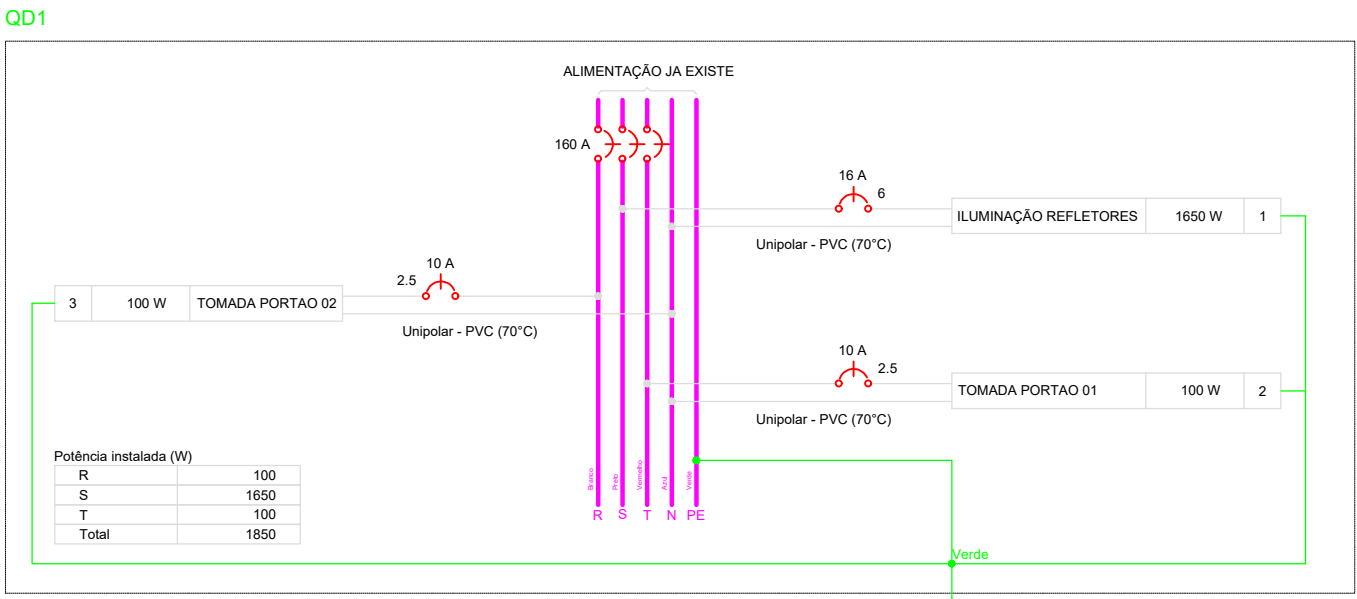 QD1
ALIMENTAÇÃO JA EXISTE
160 A
16 A
6
ILUMINAÇÃO REFLETORES 1650 W 1
Unipolar - PVC (70°C)
10 A
2.5
3 100 W TOMADA PORTAO 02
Unipolar - PVC (70°C)
10 A
2.5
TOMADA PORTAO 01 100 W 2
Unipolar - PVC (70°C)
Potência instalada (W)
R 100
S 1650
T 100
Total 1850
Branco Preto Vermelho Azul Verde
R S T N PE
Verde